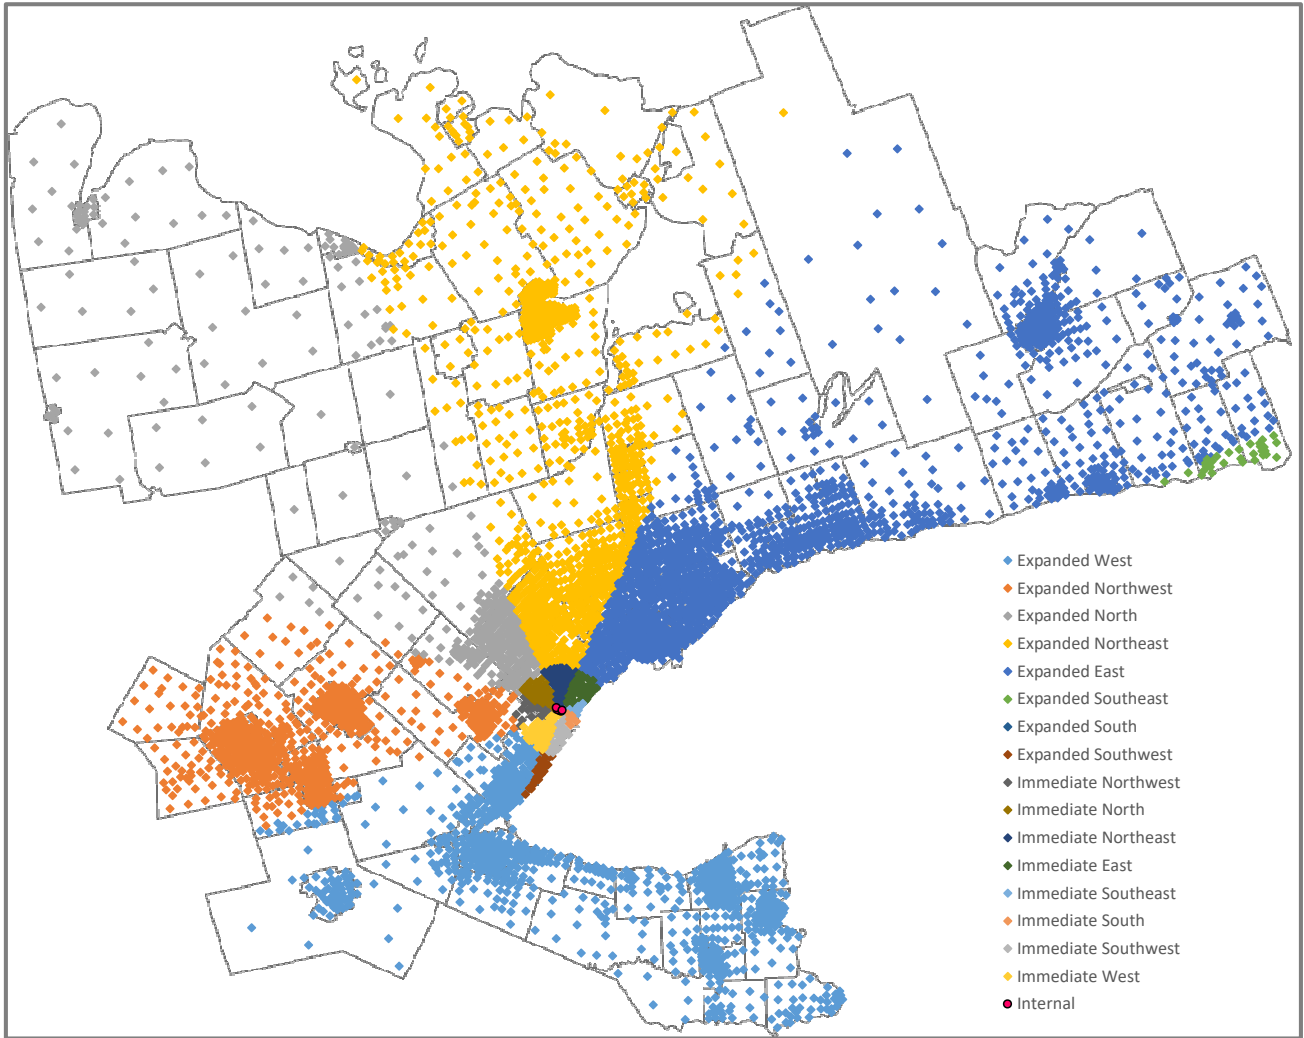 Expanded West
Expanded Northwest
Expanded North
Expanded Northeast
Expanded East
Expanded Southeast
Expanded South
Expanded Southwest
Immediate Northwest
Immediate North
Immediate Northeast
Immediate East
Immediate Southeast
Immediate South
Immediate Southwest
Immediate West
Internal